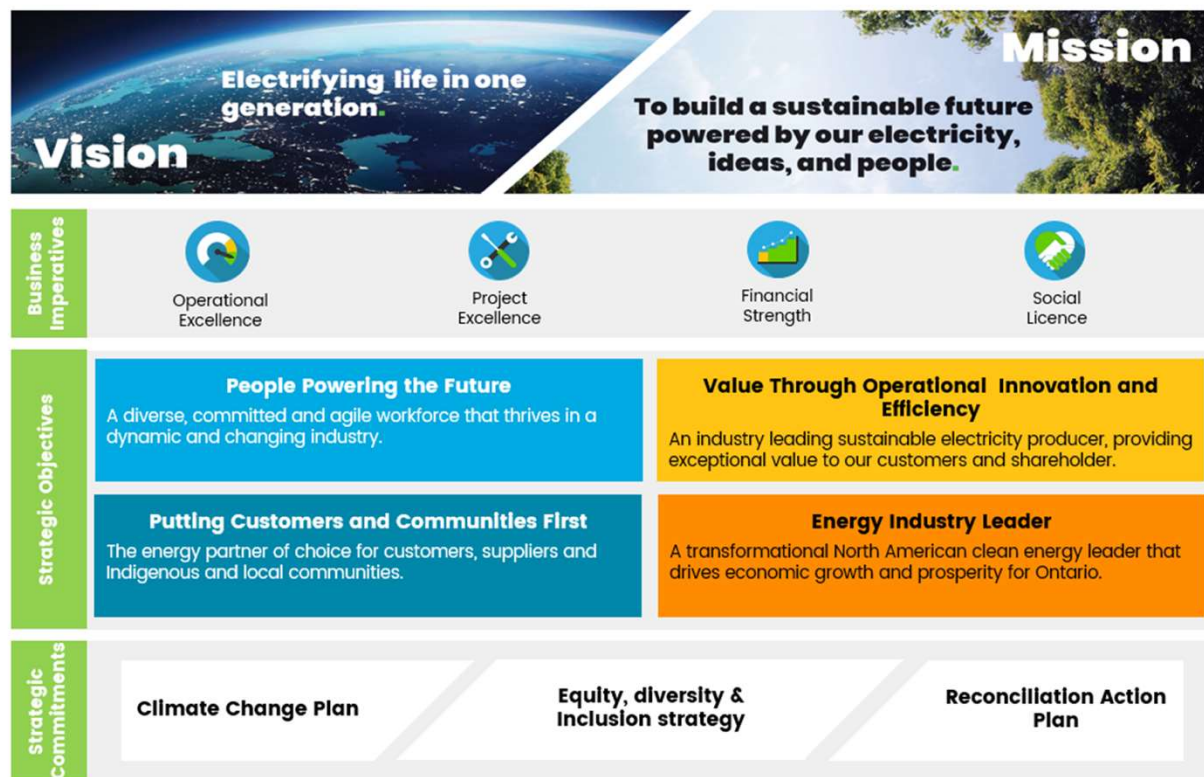 Vision
Electrifying life in one
generation.
Mission
To build a sustainable future
powered by our electricity,
ideas, and people.
Business
Imperatives
Operational
Excellence
Project
Excellence
Financial
Strength
Social
Licence
Strategic Objectives
People Powering the Future
A diverse, committed and agile workforce that thrives in a
dynamic and changing industry.
Value Through Operational Innovation and
Efficiency
An industry leading sustainable electricity producer, providing
exceptional value to our customers and shareholder.
Putting Customers and Communities First
The energy partner of choice for customers, suppliers and
Indigenous and local communities.
Energy Industry Leader
A transformational North American clean energy leader that
drives economic growth and prosperity for Ontario.
Strategic
Commitments
Climate Change Plan
Equity, diversity &
Inclusion strategy
Reconciliation Action
Plan